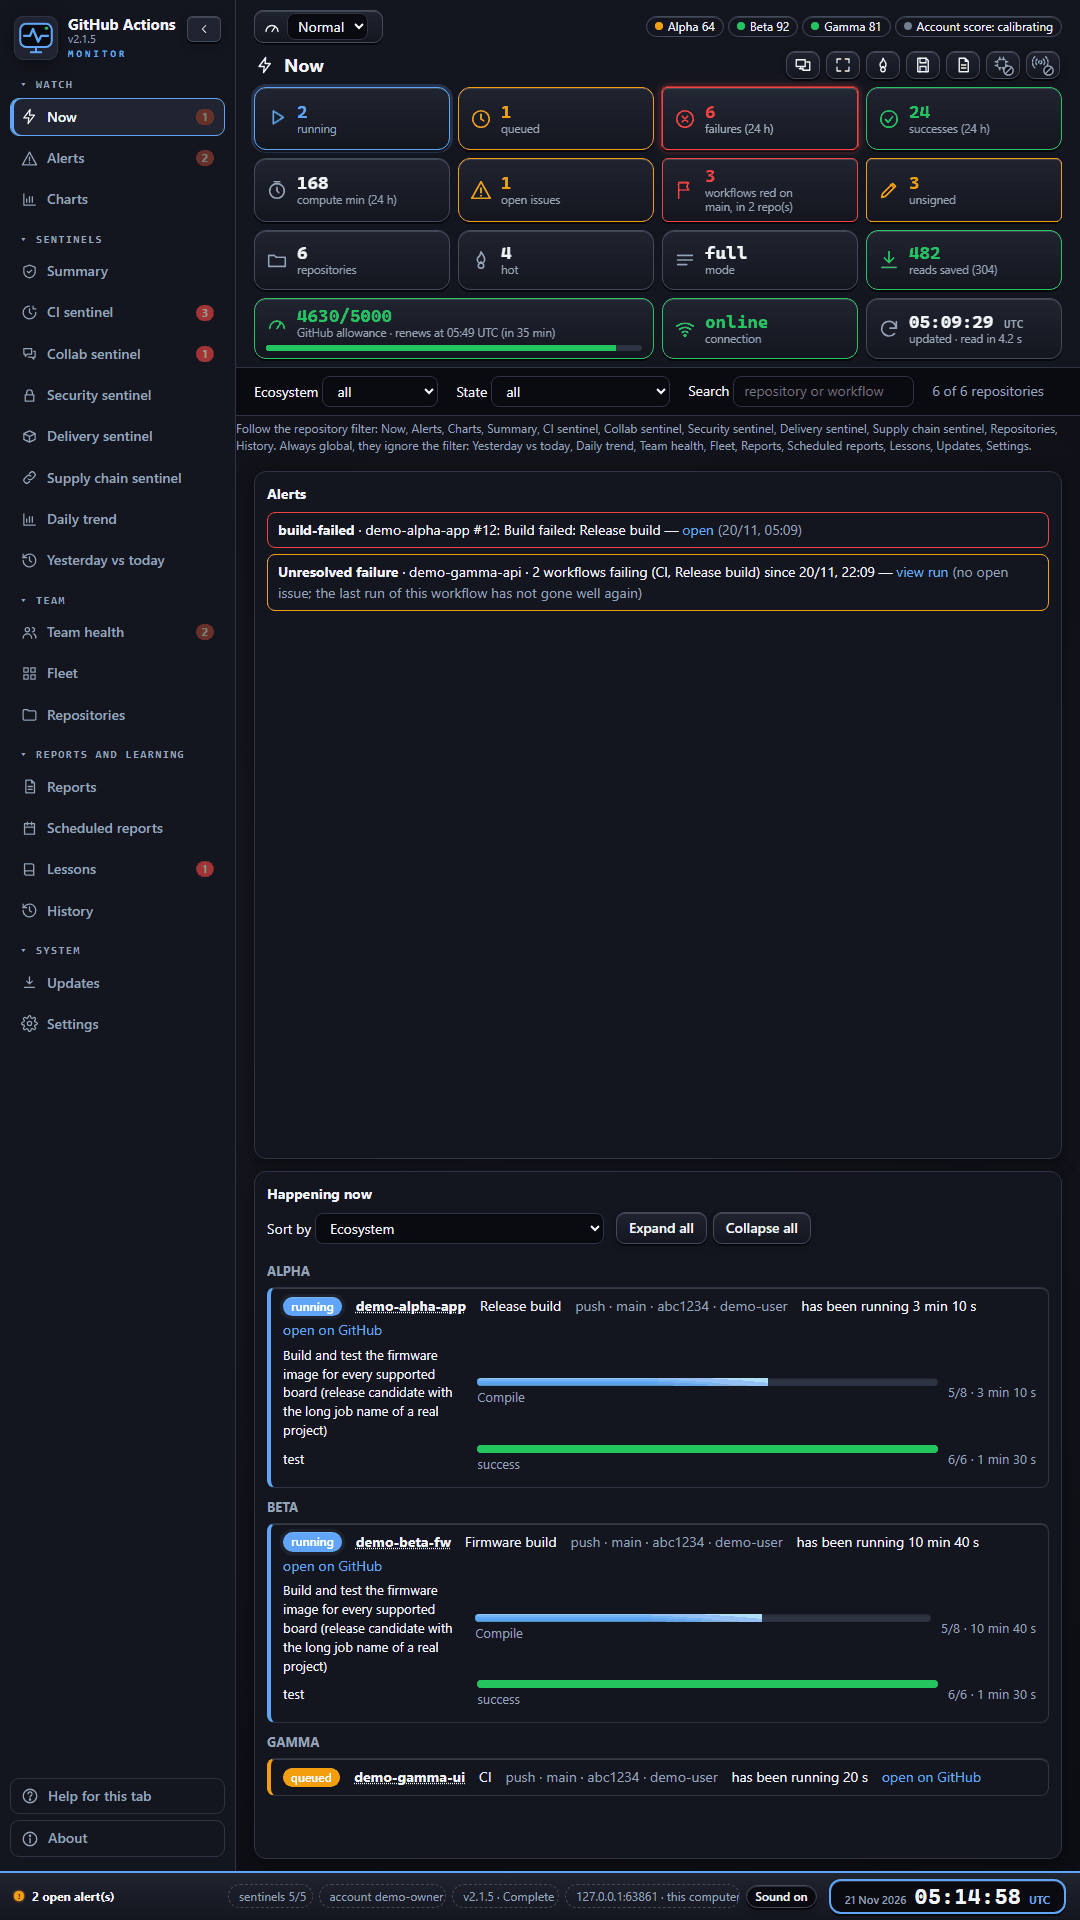 GitHub Actions
v2.1.5
MONITOR
WATCH
Now 1
Alerts 2
Charts
SENTINELS
Summary
CI sentinel 3
Collab sentinel 1
Security sentinel
Delivery sentinel
Supply chain sentinel
Daily trend
Yesterday vs today
TEAM
Team health 2
Fleet
Repositories
REPORTS AND LEARNING
Reports
Scheduled reports
Lessons 1
History
SYSTEM
Updates
Settings
Help for this tab
About
Normal
Alpha 64
Beta 92
Gamma 81
Account score: calibrating
Now
2
running
1
queued
6
failures (24 h)
24
successes (24 h)
168
compute min (24 h)
1
open issues
3
workflows red on
main, in 2 repo(s)
3
unsigned
6
repositories
4
hot
full
mode
482
reads saved (304)
4630/5000
GitHub allowance · renews at 05:49 UTC (in 35 min)
online
connection
05:09:29 UTC
updated · read in 4.2 s
Ecosystem all State all Search repository or workflow 6 of 6 repositories
Follow the repository filter: Now, Alerts, Charts, Summary, CI sentinel, Collab sentinel, Security sentinel, Delivery sentinel, Supply chain sentinel, Repositories,
History. Always global, they ignore the filter: Yesterday vs today, Daily trend, Team health, Fleet, Reports, Scheduled reports, Lessons, Updates, Settings.
Alerts
build-failed · demo-alpha-app #12: Build failed: Release build — open (20/11, 05:09)
Unresolved failure · demo-gamma-api · 2 workflows failing (CI, Release build) since 20/11, 22:09 — view run (no open
issue; the last run of this workflow has not gone well again)
Happening now
Sort by Ecosystem Expand all Collapse all
ALPHA
running demo-alpha-app Release build push · main · abc1234 · demo-user has been running 3 min 10 s
open on GitHub
Build and test the firmware
image for every supported
board (release candidate with
the long job name of a real
project)
Compile
5/8 · 3 min 10 s
test
success
6/6 · 1 min 30 s
BETA
running demo-beta-fw Firmware build push · main · abc1234 · demo-user has been running 10 min 40 s
open on GitHub
Build and test the firmware
image for every supported
board (release candidate with
the long job name of a real
project)
Compile
5/8 · 10 min 40 s
test
success
6/6 · 1 min 30 s
GAMMA
queued demo-gamma-ui CI push · main · abc1234 · demo-user has been running 20 s open on GitHub
2 open alert(s)
sentinels 5/5
account demo-owner
v2.1.5 · Complete
127.0.0.1:63861 · this computer
Sound on
21 Nov 2026 05:14:58 UTC